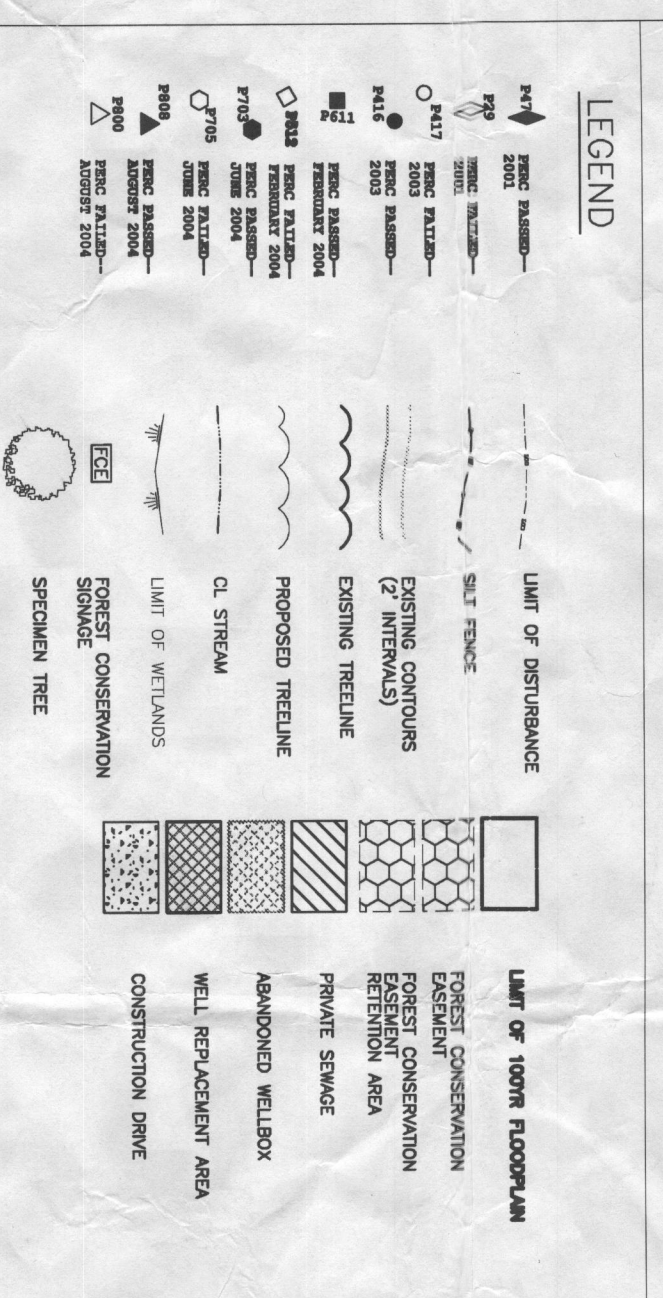 LEGEND
P47
PERC PASSED
2001
P29
PERC FAILED
2001
P417
PERC FAILED
2003
P416
PERC PASSED
2003
P611
PERC PASSED
FEBRUARY 2004
PERC FAILED
FEBRUARY 2004
P703
PERC PASSED
JUNE 2004
P705
PERC FAILED
JUNE 2004
P808
PERC PASSED
AUGUST 2004
P800
PERC FAILED
AUGUST 2004
LIMIT OF DISTURBANCE
SILT FENCE
EXISTING CONTOURS
(2' INTERVALS)
EXISTING TREELINE
PROPOSED TREELINE
CL STREAM
LIMIT OF WETLANDS
FCE
FOREST CONSERVATION
SIGNAGE
SPECIMEN TREE
LIMIT OF 100YR FLOODPLAIN
FOREST CONSERVATION
EASEMENT
FOREST CONSERVATION
EASEMENT
RETENTION AREA
PRIVATE SEWAGE
ABANDONED WELLBOX
WELL REPLACEMENT AREA
CONSTRUCTION DRIVE